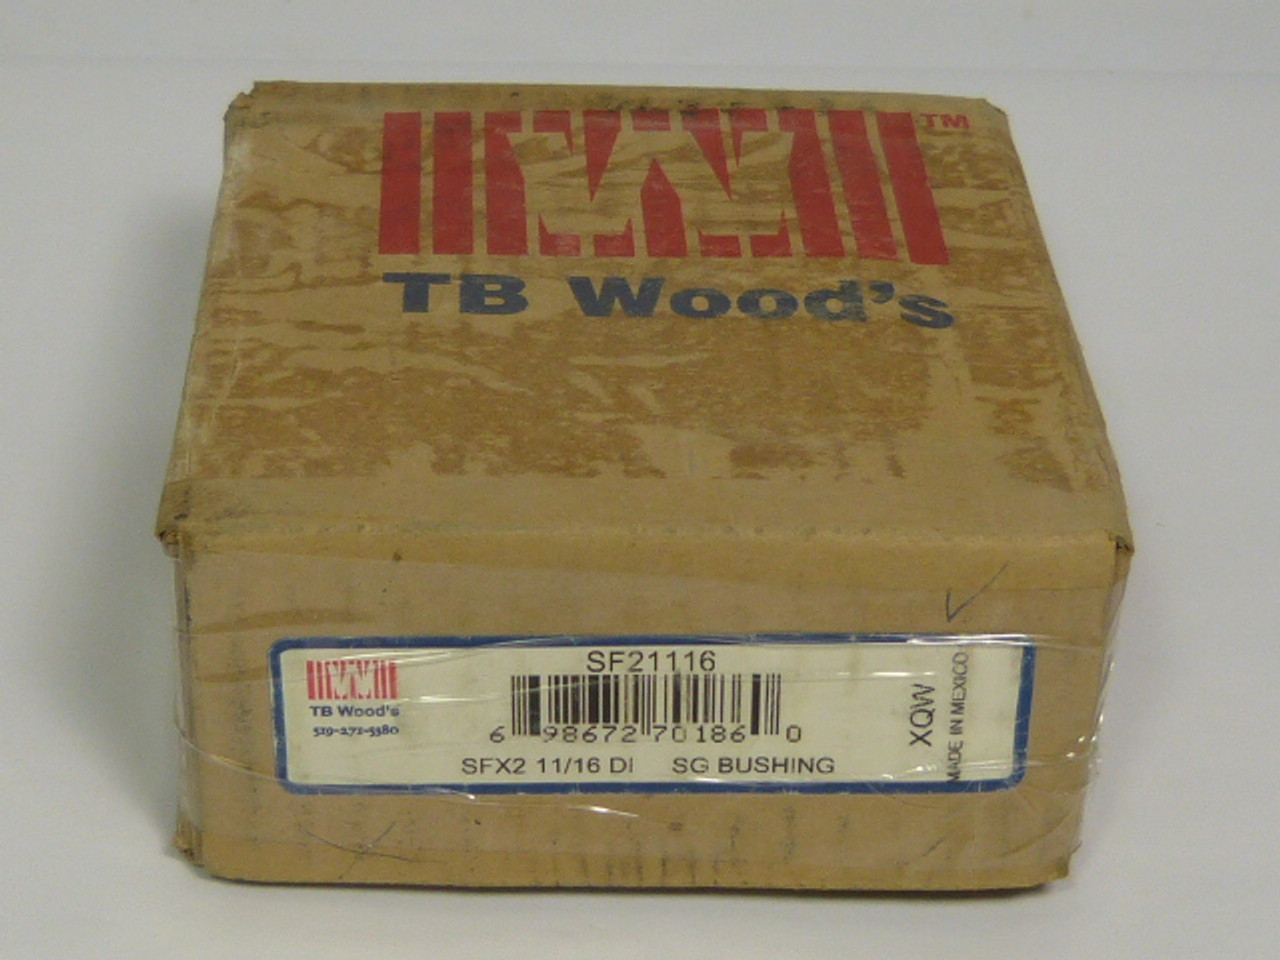 TM
TB Wood's
SF21116
TB Wood's
519-272-5380
6 98672 70186 0
SFX2 11/16 DI SG BUSHING
XQW
MADE IN MEXICO